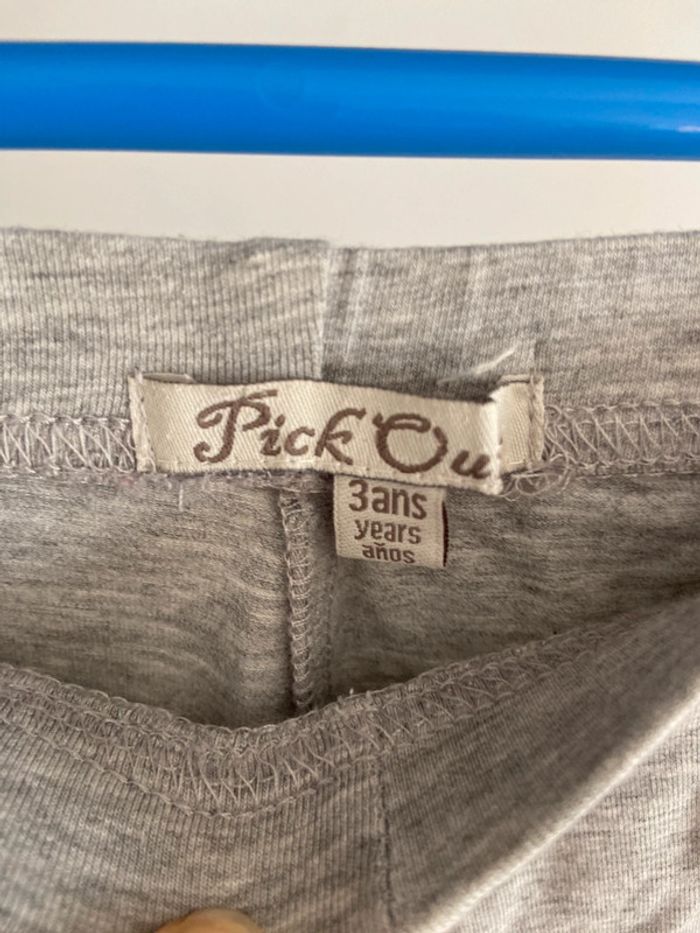 Pick Ou
3ans
years
años